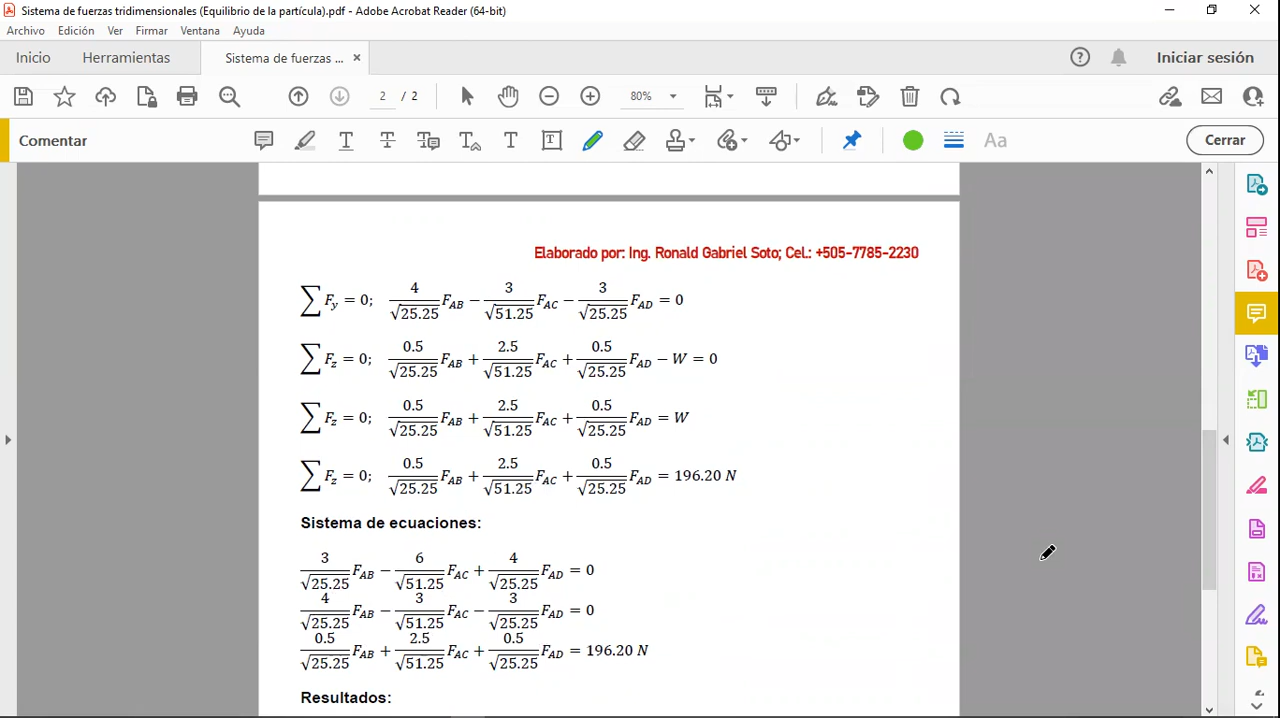 Sistema de fuerzas tridimensionales (Equilibrio de la partícula).pdf - Adobe Acrobat Reader (64-bit)
Archivo Edición Ver Firmar Ventana Ayuda
Inicio Herramientas Sistema de fuerzas ... × Iniciar sesión
2 / 2 80%
Comentar Aa Cerrar
Elaborado por: Ing. Ronald Gabriel Soto; Cel.: +505-7785-2230
∑ F_y = 0; 4/√25.25 F_AB − 3/√51.25 F_AC − 3/√25.25 F_AD = 0
∑ F_z = 0; 0.5/√25.25 F_AB + 2.5/√51.25 F_AC + 0.5/√25.25 F_AD − W = 0
∑ F_z = 0; 0.5/√25.25 F_AB + 2.5/√51.25 F_AC + 0.5/√25.25 F_AD = W
∑ F_z = 0; 0.5/√25.25 F_AB + 2.5/√51.25 F_AC + 0.5/√25.25 F_AD = 196.20 N
Sistema de ecuaciones:
3/√25.25 F_AB − 6/√51.25 F_AC + 4/√25.25 F_AD = 0
4/√25.25 F_AB − 3/√51.25 F_AC − 3/√25.25 F_AD = 0
0.5/√25.25 F_AB + 2.5/√51.25 F_AC + 0.5/√25.25 F_AD = 196.20 N
Resultados: